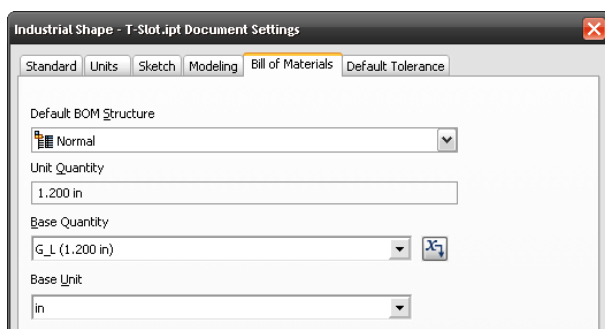 Industrial Shape - T-Slot.ipt Document Settings
Standard Units Sketch Modeling Bill of Materials Default Tolerance
Default BOM Structure
Normal
Unit Quantity
1.200 in
Base Quantity
G_L (1.200 in)
Base Unit
in